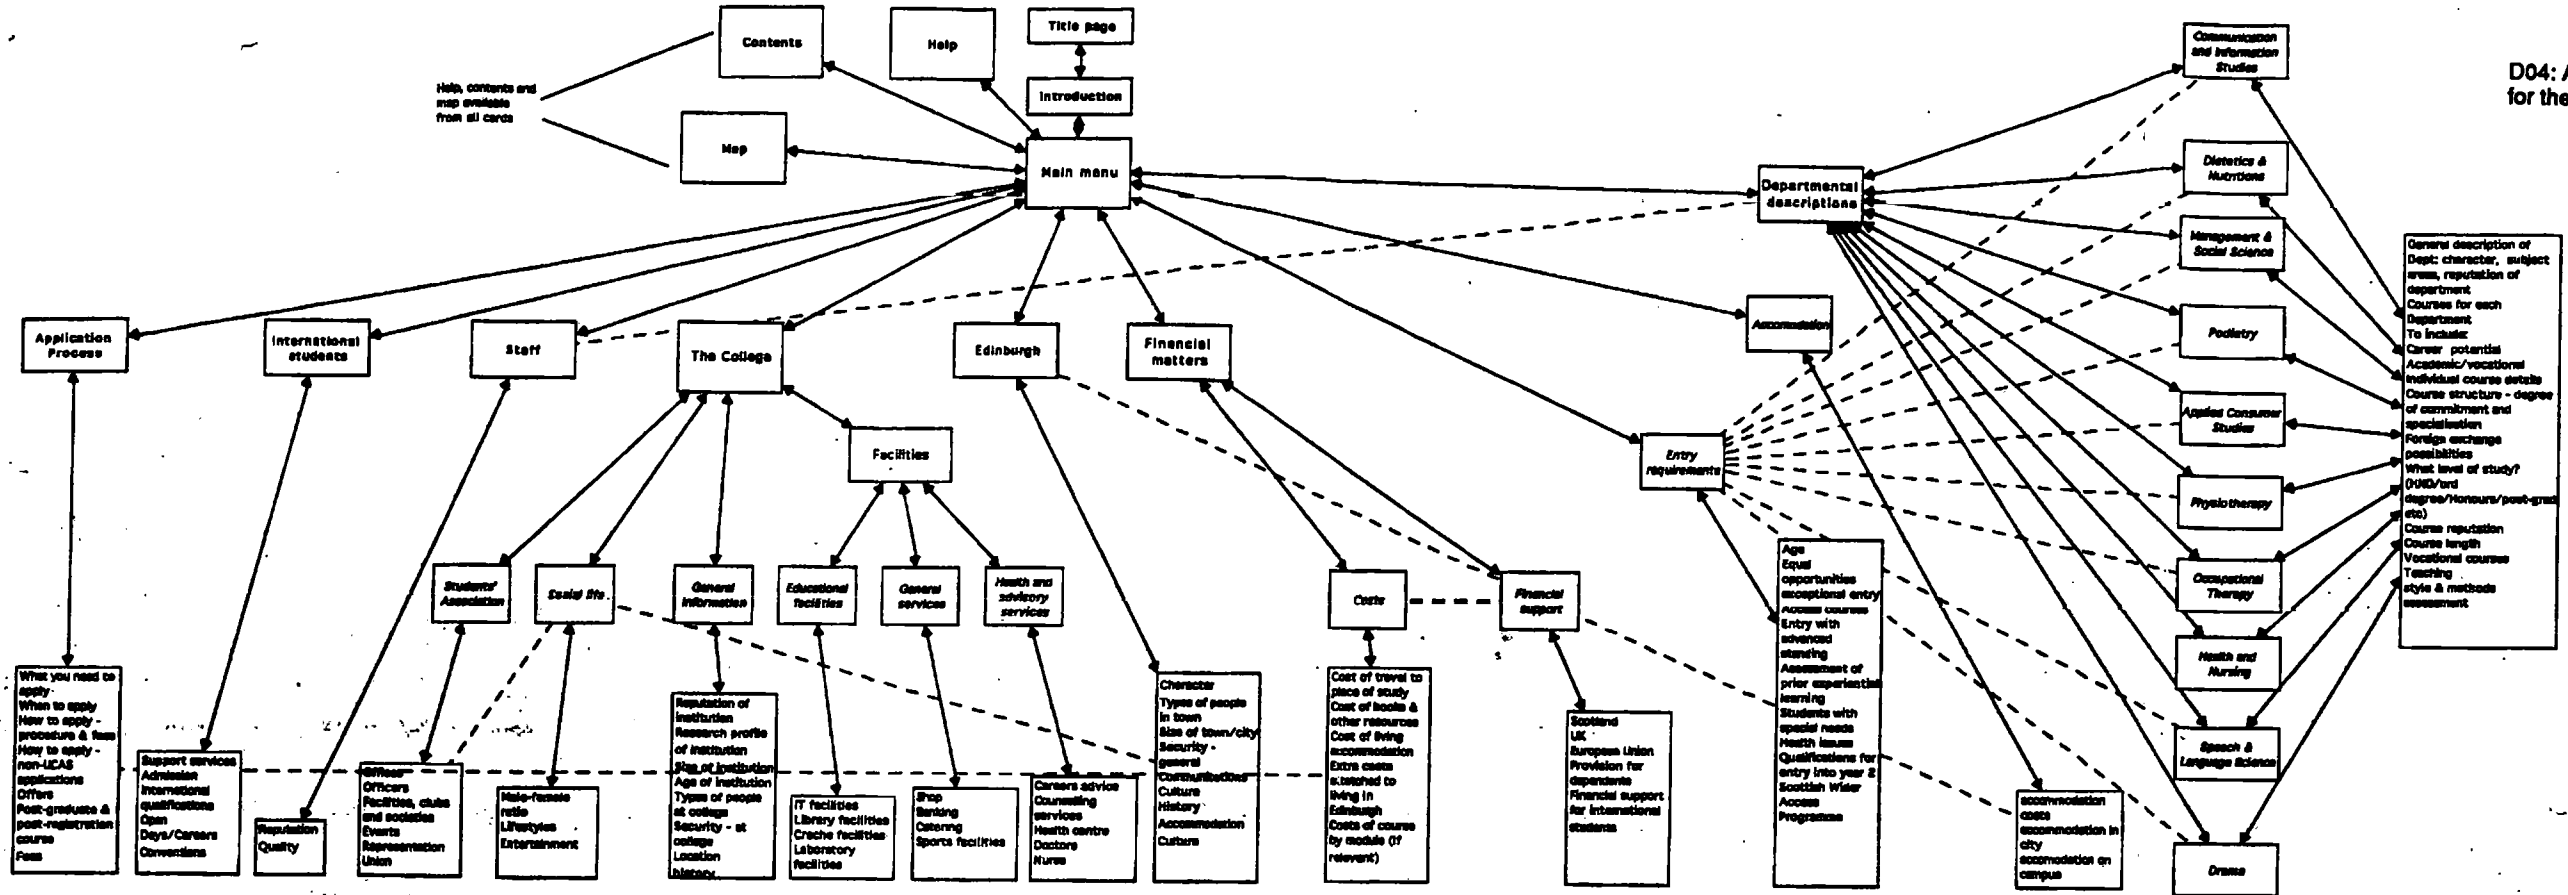 Title page
Contents
Help
Communication
and Information
Studies
D04: A
for the
Help, contents and
map available
from all cards
Introduction
Map
Main menu
Dietetics &
Nutritions
Departmental
descriptions
Management &
Social Science
General description of
Dept: character, subject
areas, reputation of
department
Courses for each
Department
To include:
Career potential
Academic/vocational
Individual course details
Course structure - degree
of commitment and
specialisation
Foreign exchange
possibilities
What level of study?
(HND/ord
degree/Honours/post-grad
etc)
Course reputation
Course length
Vocational courses
Teaching
style & methods
assessment
Application
Process
International
students
Staff
The College
Edinburgh
Financial
matters
Accomodation
Podiatry
Applied Consumer
Studies
Facilities
Entry
requirements
Physiotherapy
Students'
Association
Social life
General
information
Educational
facilities
General
services
Health and
advisory
services
Costs
Financial
support
Occupational
Therapy
Health and
Nursing
Speech &
Language Science
Drama
What you need to
apply
When to apply
How to apply -
procedure & fees
How to apply -
non-UCAS
applications
Offers
Post-graduate &
post-registration
course
Fees
Support services
Admission
International
qualifications
Open
Days/Careers
Conventions
Reputation
Quality
Offices
Officers
Facilities, clubs
and societies
Events
Representation
Union
Male-female
ratio
Lifestyles
Entertainment
Reputation of
institution
Research profile
of institution
Size of institution
Age of institution
Types of people
at college
Security - at
college
Location
history
IT facilities
Library facilities
Creche facilities
Laboratory
facilities
Shop
Banking
Catering
Sports facilities
Careers advice
Counselling
services
Health centre
Doctors
Nurse
Character
Types of people
in town
Size of town/city
Security -
general
Communications
Culture
History
Accommodation
Culture
Cost of travel to
place of study
Cost of books &
other resources
Cost of living
accommodation
Extra costs
attached to
living in
Edinburgh
Costs of course
by module (if
relevant)
Scotland
UK
European Union
Provision for
dependents
Financial support
for international
students
Age
Equal
opportunities
exceptional entry
Access courses
Entry with
advanced
standing
Assessment of
prior experiential
learning
Students with
special needs
Health issues
Qualifications for
entry into year 2
Scottish Wider
Access
Programme
accommodation
costs
accommodation in
city
accomodation on
campus